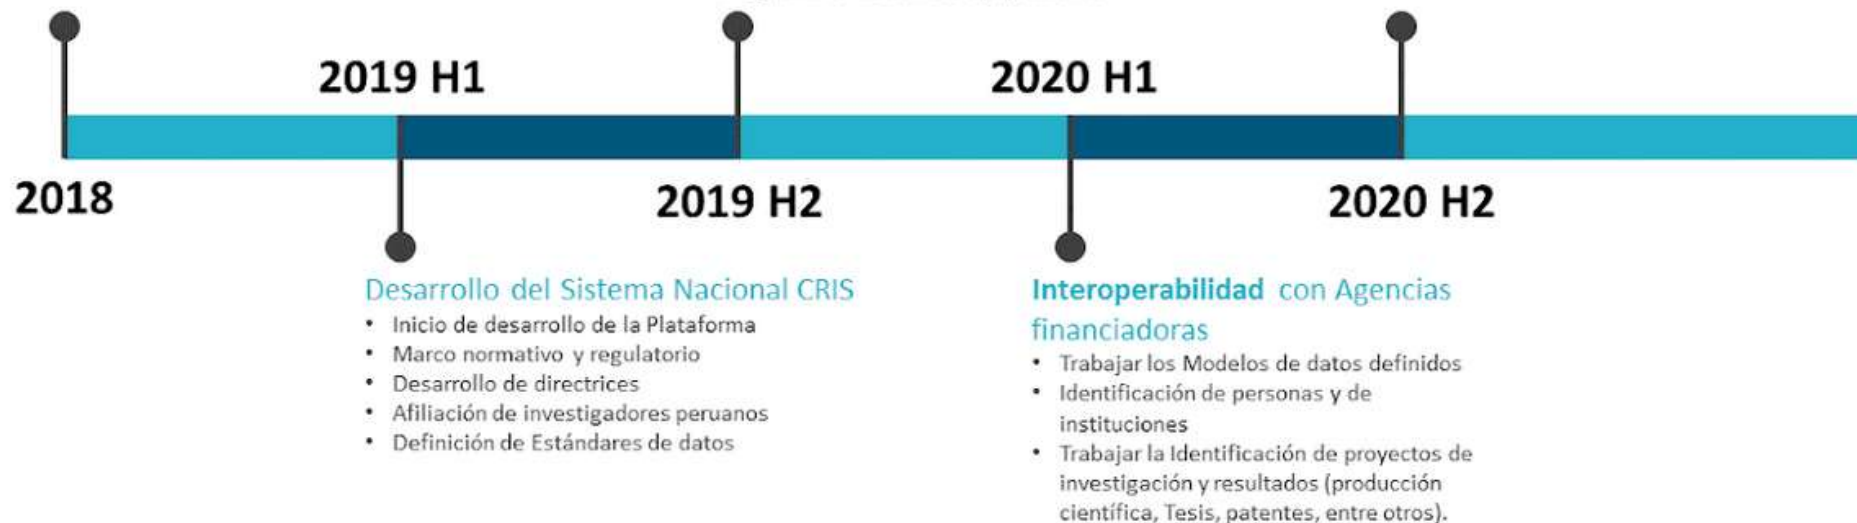 2019 H1
2020 H1
2018
2019 H2
2020 H2
Desarrollo del Sistema Nacional CRIS
• Inicio de desarrollo de la Plataforma
• Marco normativo y regulatorio
• Desarrollo de directrices
• Afiliación de investigadores peruanos
• Definición de Estándares de datos
Interoperabilidad con Agencias
financiadoras
• Trabajar los Modelos de datos definidos
• Identificación de personas y de
instituciones
• Trabajar la Identificación de proyectos de
investigación y resultados (producción
científica, Tesis, patentes, entre otros).